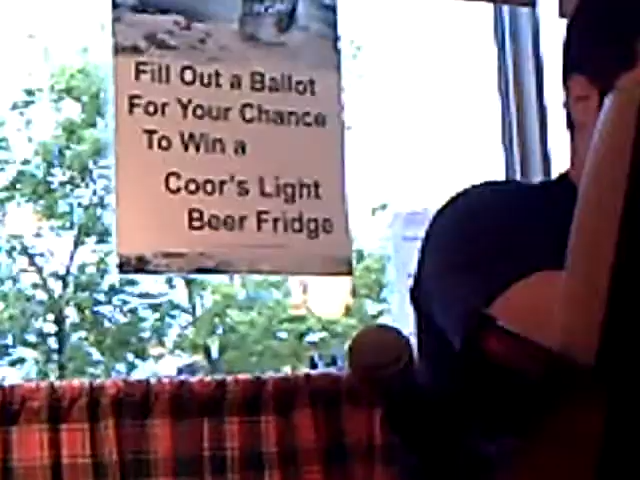 Fill Out a Ballot
For Your Chance
To Win a
Coor's Light
Beer Fridge